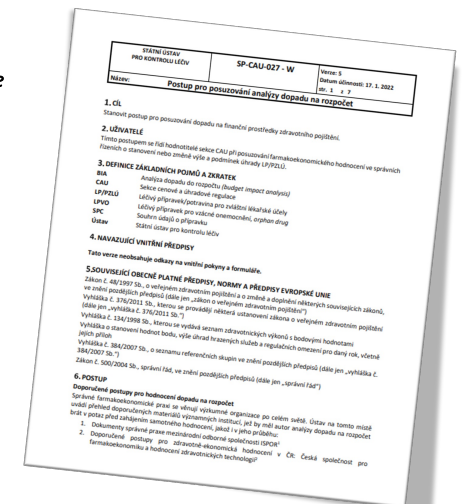 e
STÁTNÍ ÚSTAV
PRO KONTROLU LÉČIV
SP-CAU-027 - W
Verze: 5
Datum účinnosti: 17. 1. 2022
str. 1 z 7
Název: Postup pro posuzování analýzy dopadu na rozpočet
1. CÍL
Stanovit postup pro posuzování dopadu na finanční prostředky zdravotního pojištění.
2. UŽIVATELÉ
Tímto postupem se řídí hodnotitelé sekce CAU při posuzování farmakoekonomického hodnocení ve správních
řízeních o stanovení nebo změně výše a podmínek úhrady LP/PZLÚ.
3. DEFINICE ZÁKLADNÍCH POJMŮ A ZKRATEK
BIA Analýza dopadu do rozpočtu (budget impact analysis)
CAU Sekce cenové a úhradové regulace
LP/PZLÚ Léčivý přípravek/potravina pro zvláštní lékařské účely
LPVO Léčivý přípravek pro vzácné onemocnění, orphan drug
SPC Souhrn údajů o přípravku
Ústav Státní ústav pro kontrolu léčiv
4. NAVAZUJÍCÍ VNITŘNÍ PŘEDPISY
Tato verze neobsahuje odkazy na vnitřní pokyny a formuláře.
5.SOUVISEJÍCÍ OBECNĚ PLATNÉ PŘEDPISY, NORMY A PŘEDPISY EVROPSKÉ UNIE
Zákon č. 48/1997 Sb., o veřejném zdravotním pojištění a o změně a doplnění některých souvisejících zákonů,
ve znění pozdějších předpisů (dále jen „zákon o veřejném zdravotním pojištění“)
Vyhláška č. 376/2011 Sb., kterou se provádějí některá ustanovení zákona o veřejném zdravotním pojištění
(dále jen „vyhláška č. 376/2011 Sb.“)
Vyhláška č. 134/1998 Sb., kterou se vydává seznam zdravotních výkonů s bodovými hodnotami
Vyhláška o stanovení hodnot bodu, výše úhrad hrazených služeb a regulačních omezení pro daný rok, včetně
jejích příloh
Vyhláška č. 384/2007 Sb., o seznamu referenčních skupin ve znění pozdějších předpisů (dále jen „vyhláška č.
384/2007 Sb.“)
Zákon č. 500/2004 Sb., správní řád, ve znění pozdějších předpisů (dále jen „správní řád“)
6. POSTUP
Doporučené postupy pro hodnocení dopadu na rozpočet
Správné farmakoekonomické praxi se věnují výzkumné organizace po celém světě. Ústav na tomto místě
uvádí přehled doporučených materiálů významných institucí, jež by měl autor analýzy dopadu na rozpočet
brát v potaz před zahájením samotného hodnocení, jakož i v jeho průběhu:
1. Dokumenty správné praxe mezinárodní odborné společnosti ISPOR¹
2. Doporučené postupy pro zdravotně-ekonomická hodnocení v ČR: Česká společnost pro
farmakoekonomiku a hodnocení zdravotnických technologií²